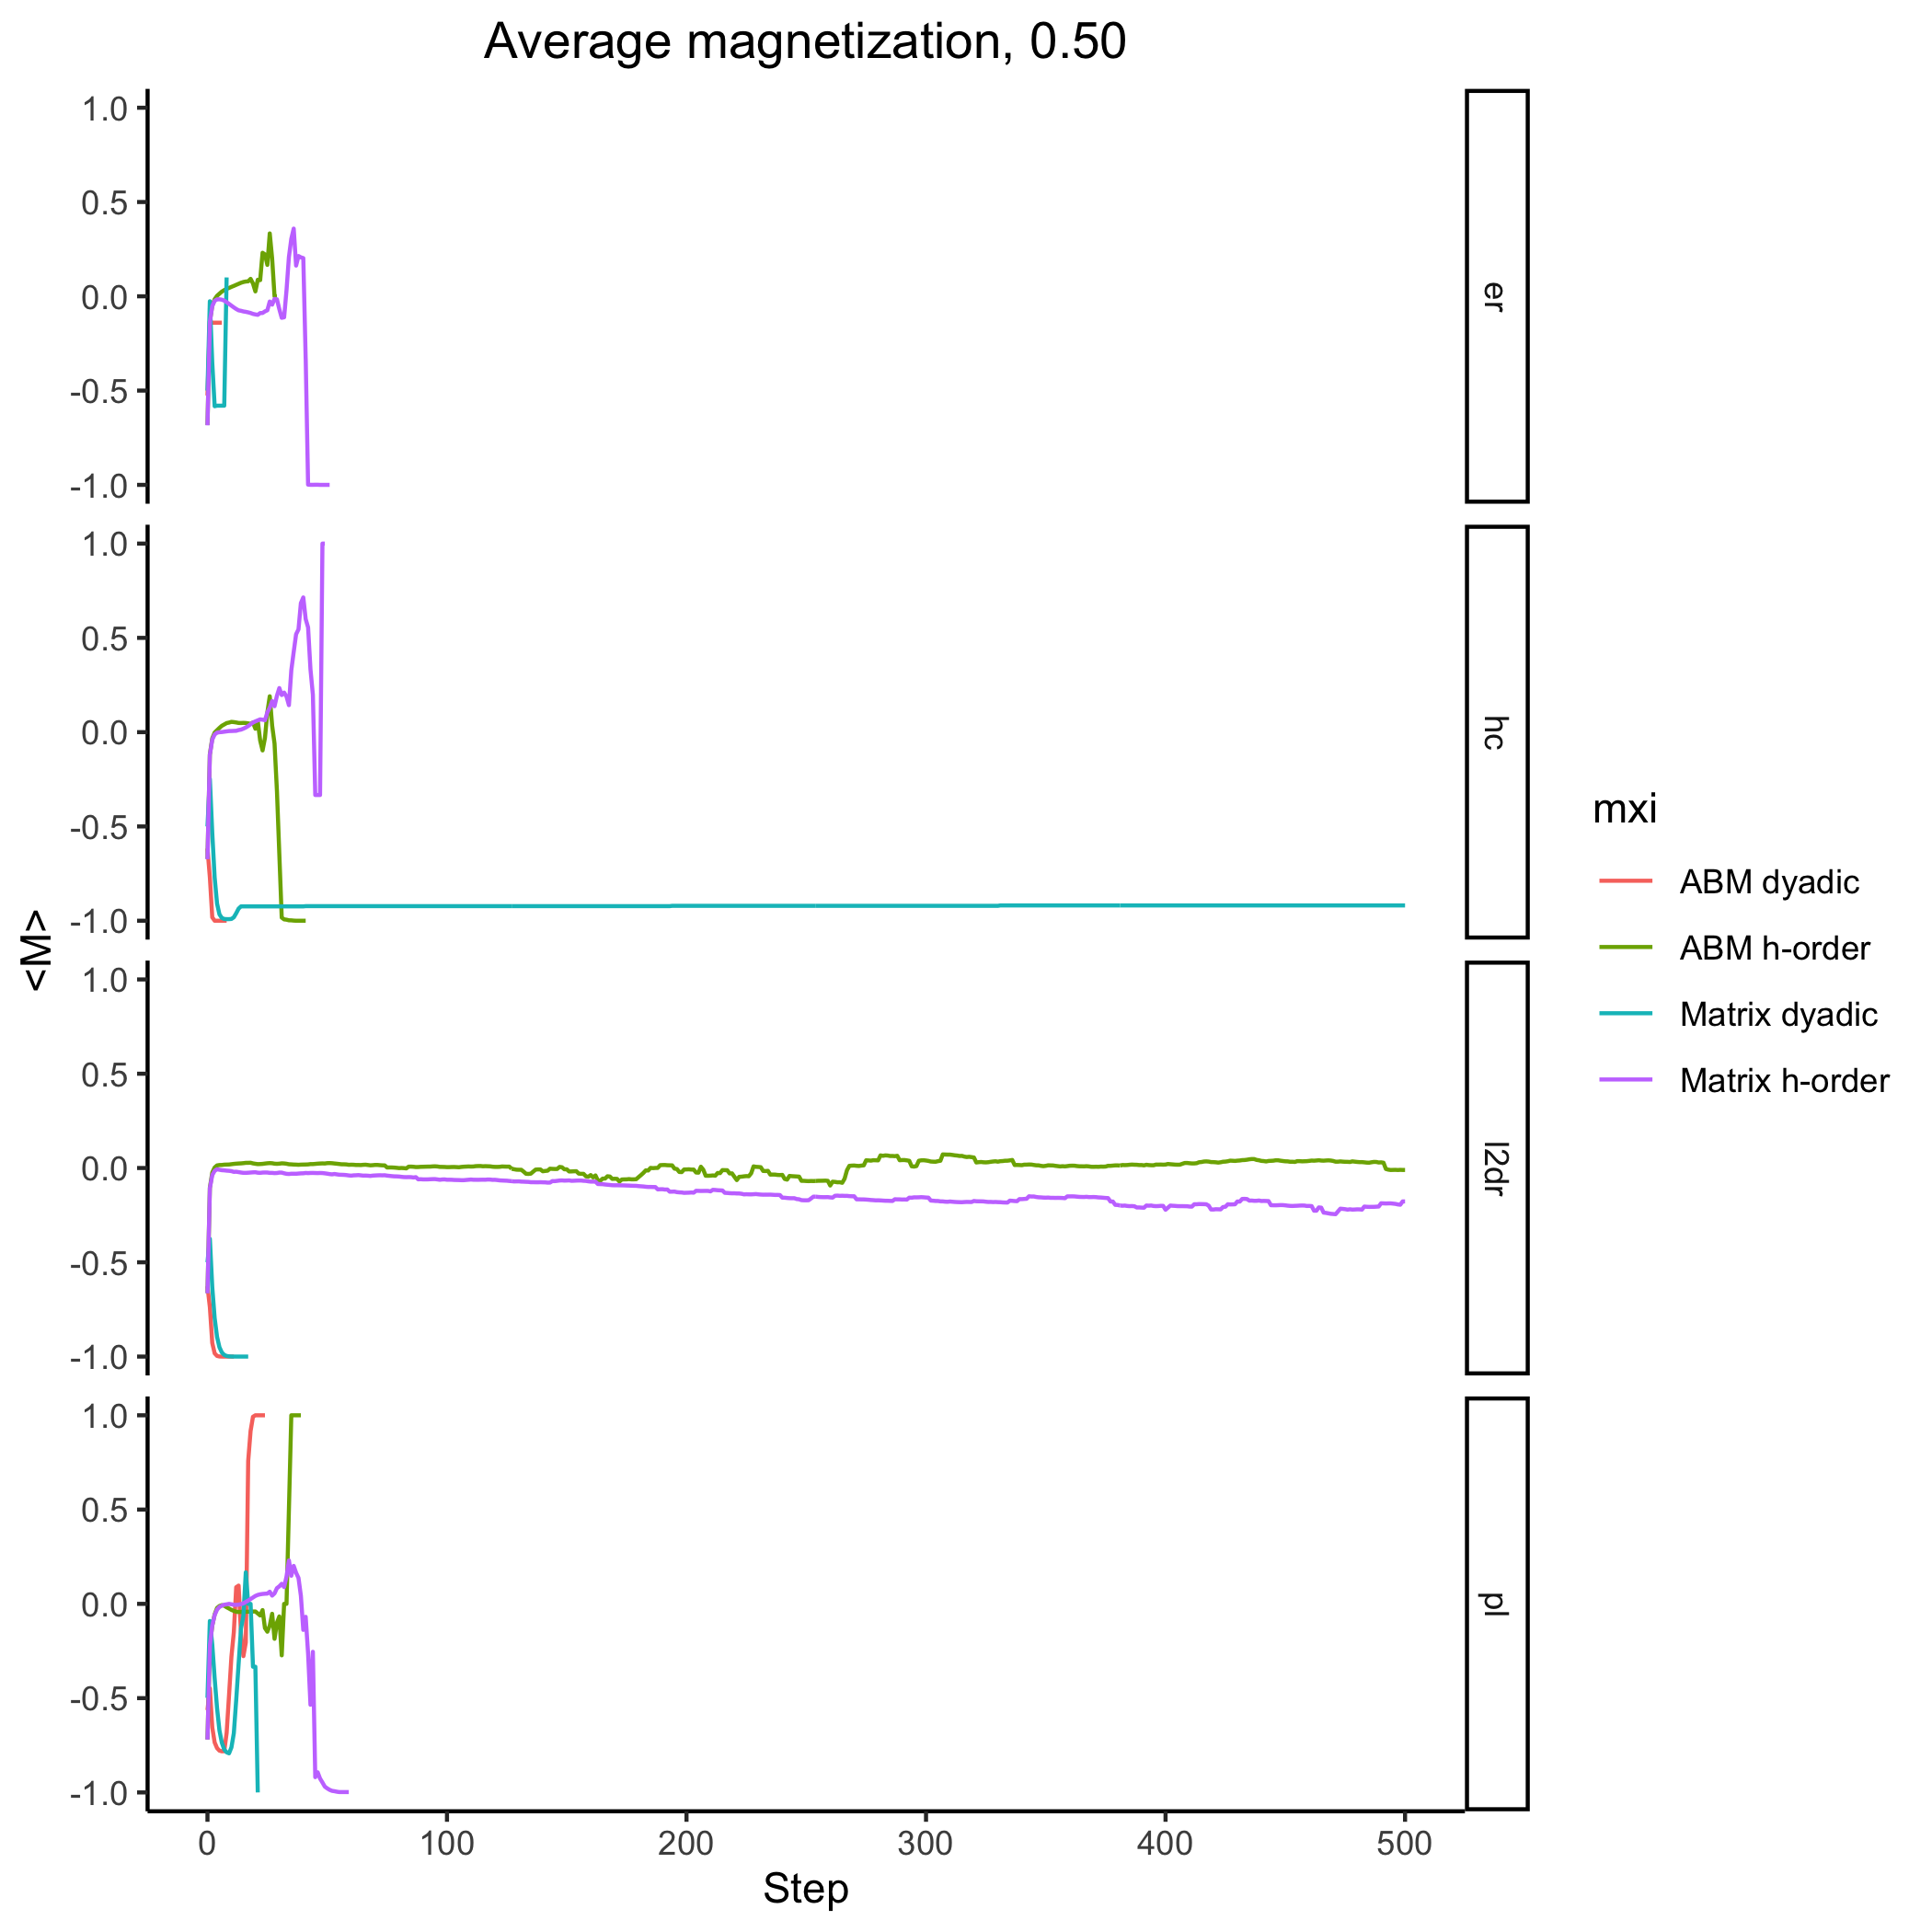 Average magnetization, 0.50
1.0
0.5
0.0
-0.5
-1.0
er
1.0
0.5
0.0
-0.5
-1.0
hc
1.0
0.5
0.0
-0.5
-1.0
l2dr
1.0
0.5
0.0
-0.5
-1.0
pl
0 100 200 300 400 500
Step
<M>
mxi
ABM dyadic
ABM h-order
Matrix dyadic
Matrix h-order